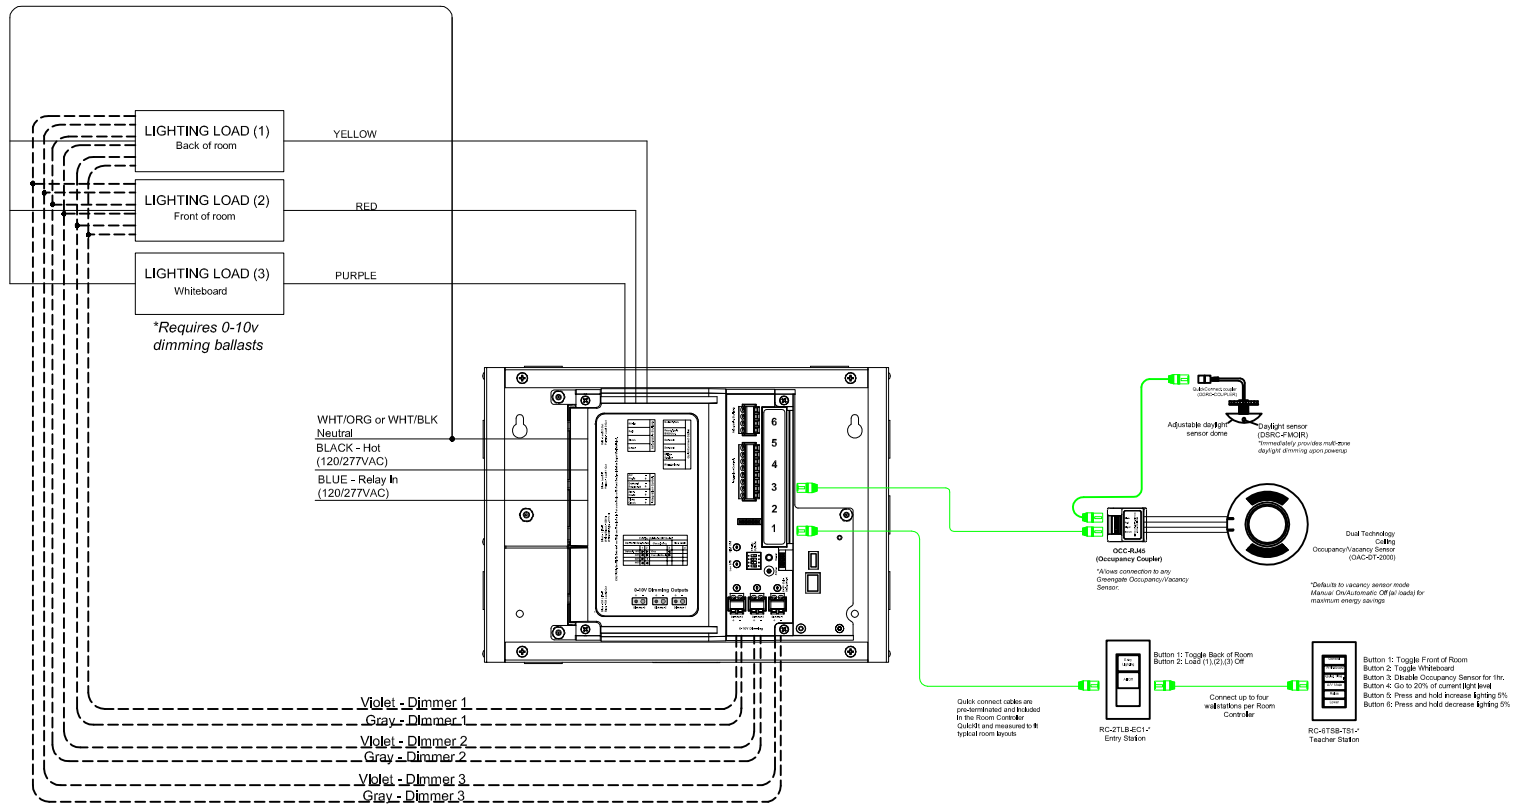 LIGHTING LOAD (1)
Back of room
YELLOW
LIGHTING LOAD (2)
Front of room
RED
LIGHTING LOAD (3)
Whiteboard
PURPLE
*Requires 0-10v
dimming ballasts
WHT/ORG or WHT/BLK
Neutral
BLACK - Hot
(120/277VAC)
BLUE - Relay In
(120/277VAC)
6
5
4
3
2
1
0-10V Dimming Outputs
0-10V Dimming
Violet - Dimmer 1
Gray - Dimmer 1
Violet - Dimmer 2
Gray - Dimmer 2
Violet - Dimmer 3
Gray - Dimmer 3
QuickConnect coupler
Adjustable daylight
sensor dome
Daylight sensor
(DSRC-FMOIR)
*Immediately provides multi-zone
daylight dimming upon powerup
OCC-RJ45
(Occupancy Coupler)
*Allows connection to any
Greengate Occupancy/Vacancy
Sensor.
Dual Technology
Ceiling
Occupancy/Vacancy Sensor
(OAC-DT-2000)
*Defaults to vacancy sensor mode
Manual On/Automatic Off (all loads) for
maximum energy savings
Button 1: Toggle Back of Room
Button 2: Load (1),(2),(3) Off
RC-2TLB-EC1-*
Entry Station
Quick connect cables are
pre-terminated and included
in the Room Controller
QuickIt and measured to fit
typical room layouts
Connect up to four
wallstations per Room
Controller
Button 1: Toggle Front of Room
Button 2: Toggle Whiteboard
Button 3: Disable Occupancy Sensor for 1hr.
Button 4: Go to 20% of current light level
Button 5: Press and hold increase lighting 5%
Button 6: Press and hold decrease lighting 5%
RC-6TSB-TS1-*
Teacher Station